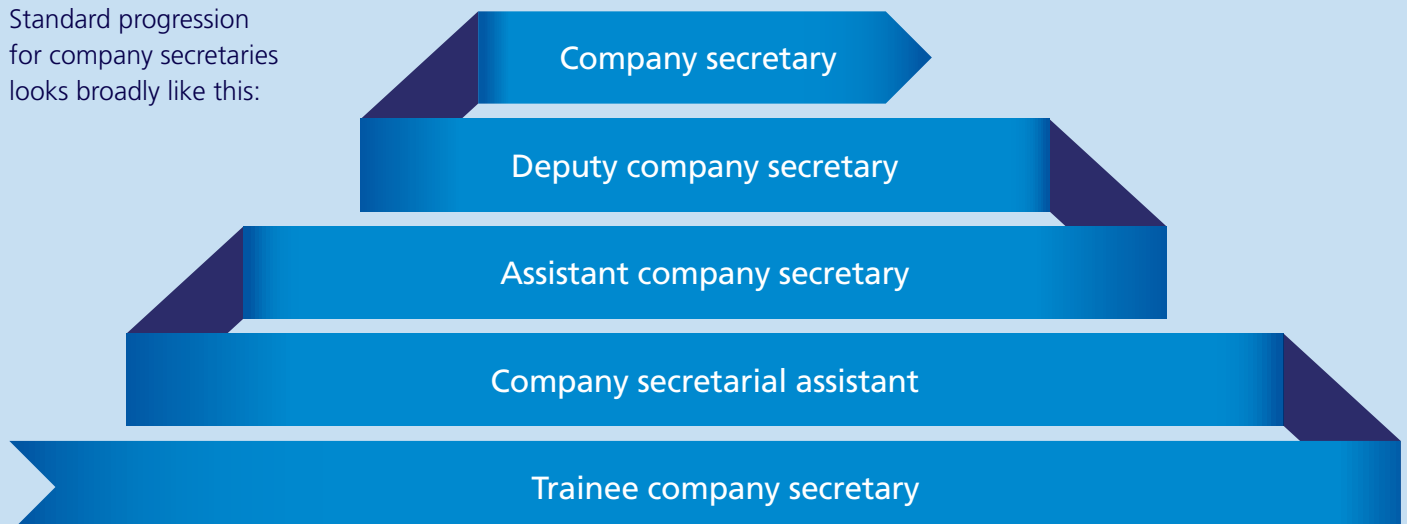 Standard progression
for company secretaries
looks broadly like this:
Company secretary
Deputy company secretary
Assistant company secretary
Company secretarial assistant
Trainee company secretary